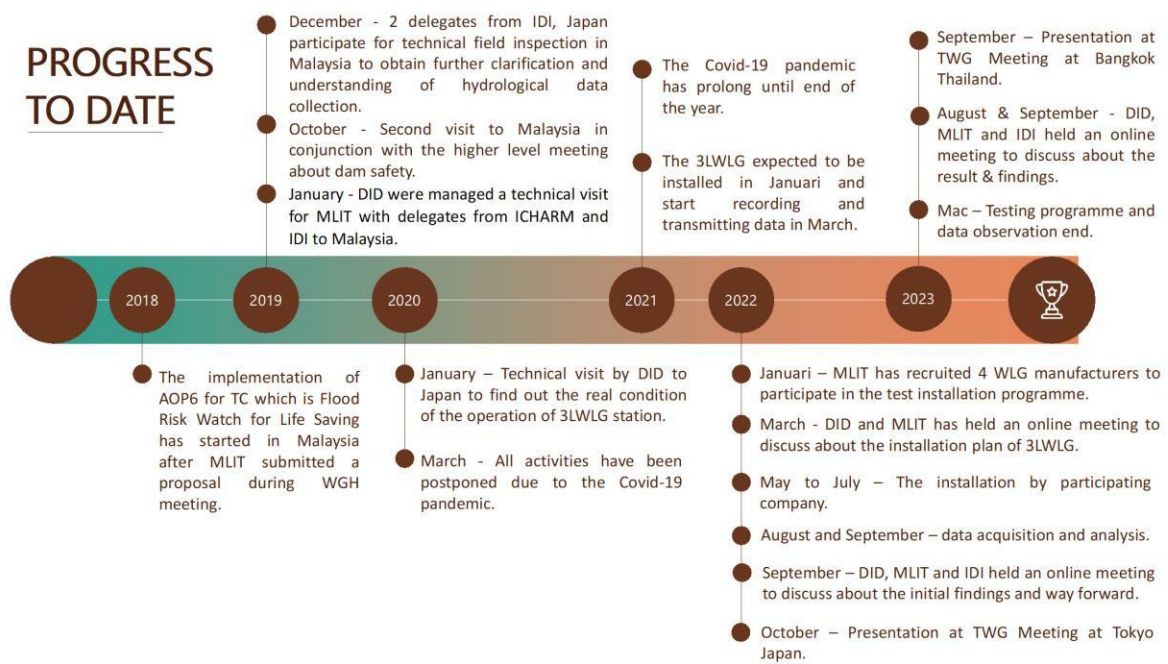 PROGRESS
TO DATE
December - 2 delegates from IDI, Japan
participate for technical field inspection in
Malaysia to obtain further clarification and
understanding of hydrological data
collection.
October - Second visit to Malaysia in
conjunction with the higher level meeting
about dam safety.
January - DID were managed a technical visit
for MLIT with delegates from ICHARM and
IDI to Malaysia.
The Covid-19 pandemic
has prolong until end of
the year.
The 3LWLG expected to be
installed in Januari and
start recording and
transmitting data in March.
September – Presentation at
TWG Meeting at Bangkok
Thailand.
August & September - DID,
MLIT and IDI held an online
meeting to discuss about the
result & findings.
Mac – Testing programme and
data observation end.
2018
2019
2020
2021
2022
2023
The implementation of
AOP6 for TC which is Flood
Risk Watch for Life Saving
has started in Malaysia
after MLIT submitted a
proposal during WGH
meeting.
January – Technical visit by DID to
Japan to find out the real condition
of the operation of 3LWLG station.
March - All activities have been
postponed due to the Covid-19
pandemic.
Januari – MLIT has recruited 4 WLG manufacturers to
participate in the test installation programme.
March - DID and MLIT has held an online meeting to
discuss about the installation plan of 3LWLG.
May to July – The installation by participating
company.
August and September – data acquisition and analysis.
September – DID, MLIT and IDI held an online meeting
to discuss about the initial findings and way forward.
October – Presentation at TWG Meeting at Tokyo
Japan.